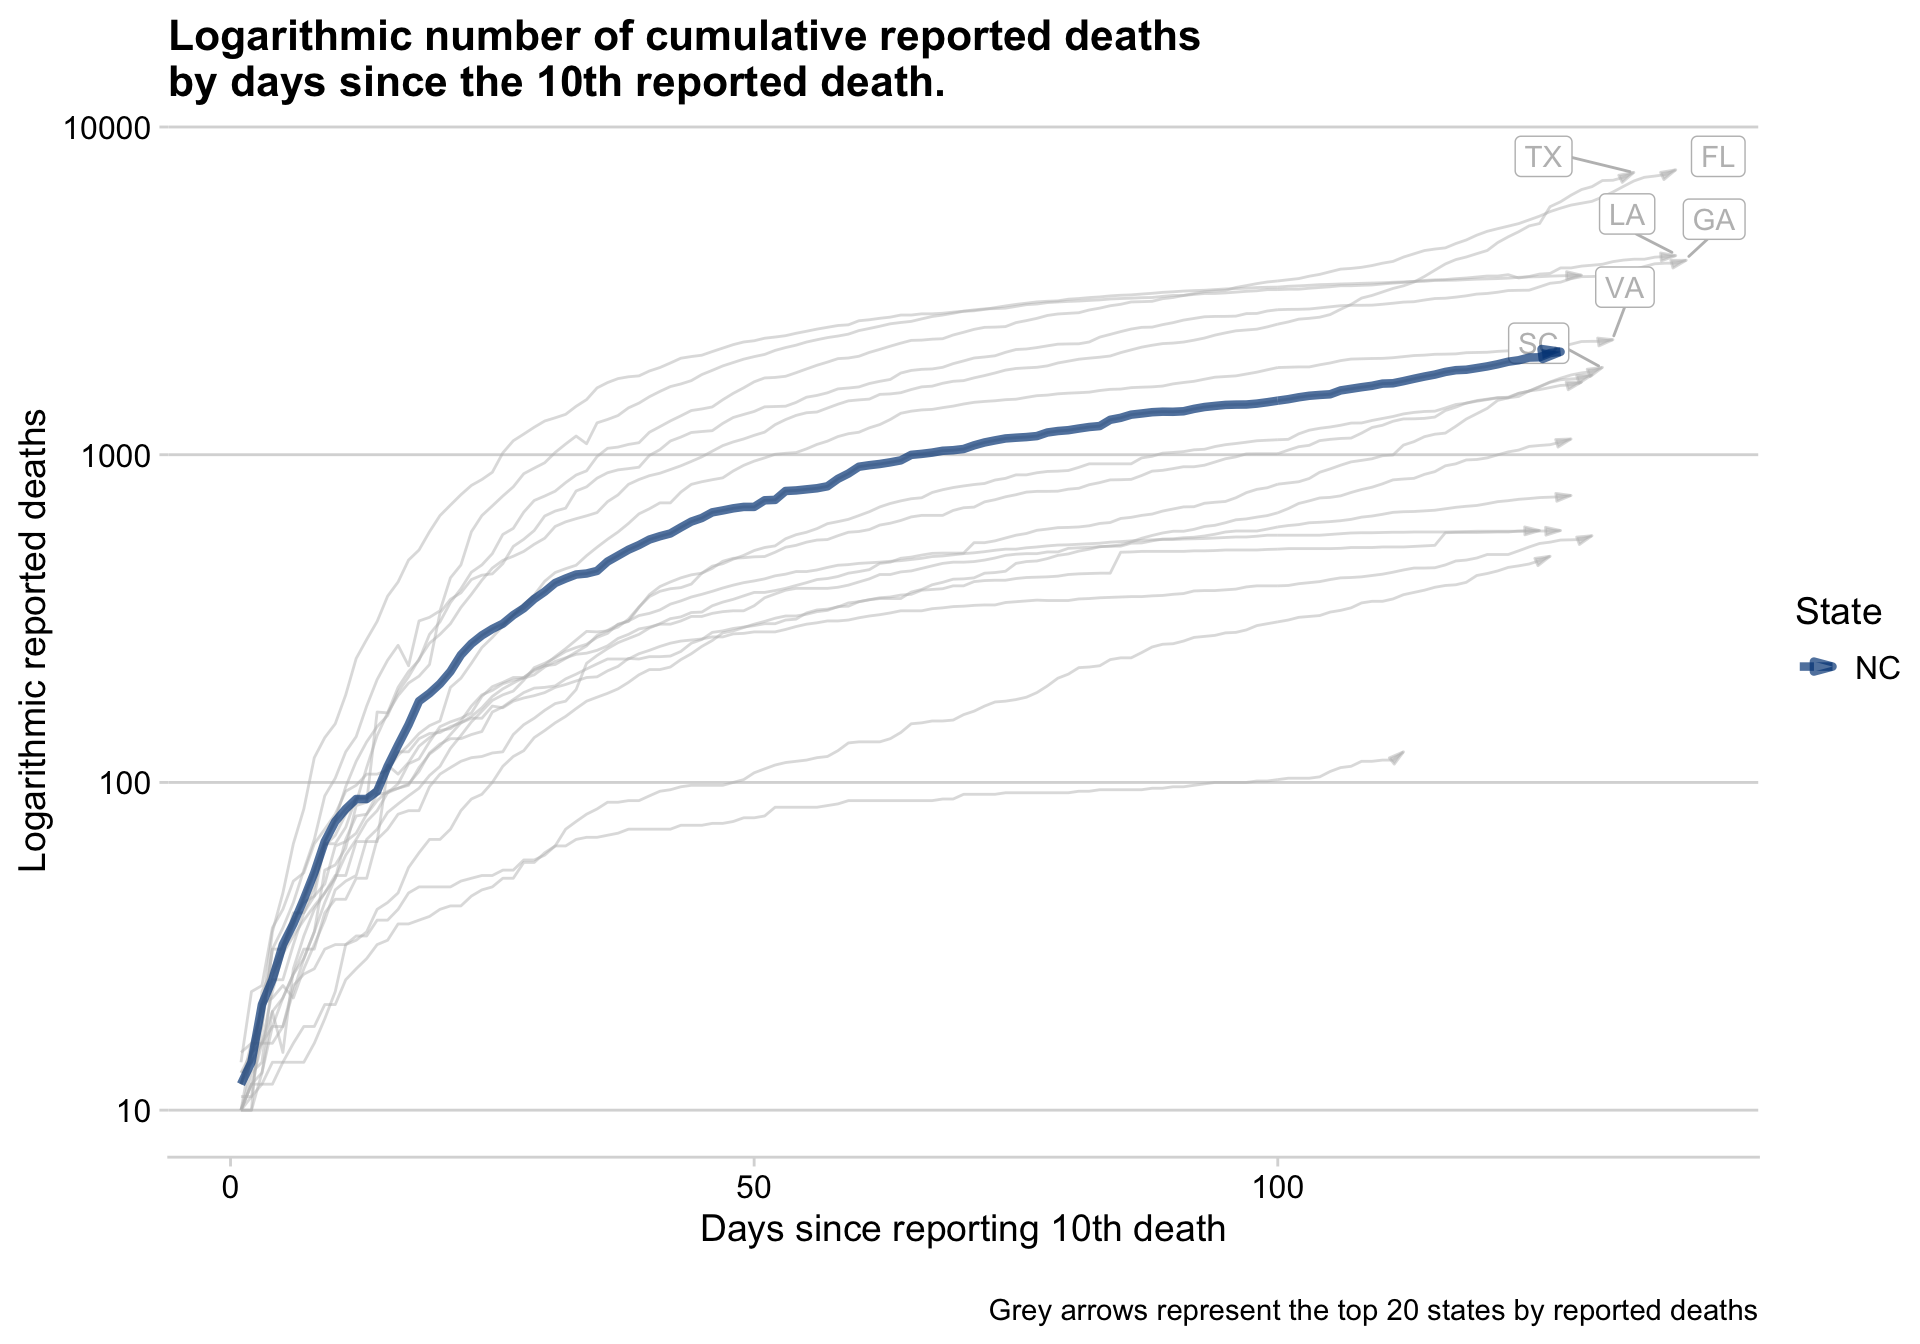 Logarithmic number of cumulative reported deaths
by days since the 10th reported death.
10000
1000
100
10
Logarithmic reported deaths
TX
FL
LA
GA
VA
SC
0
50
100
Days since reporting 10th death
State
NC
Grey arrows represent the top 20 states by reported deaths